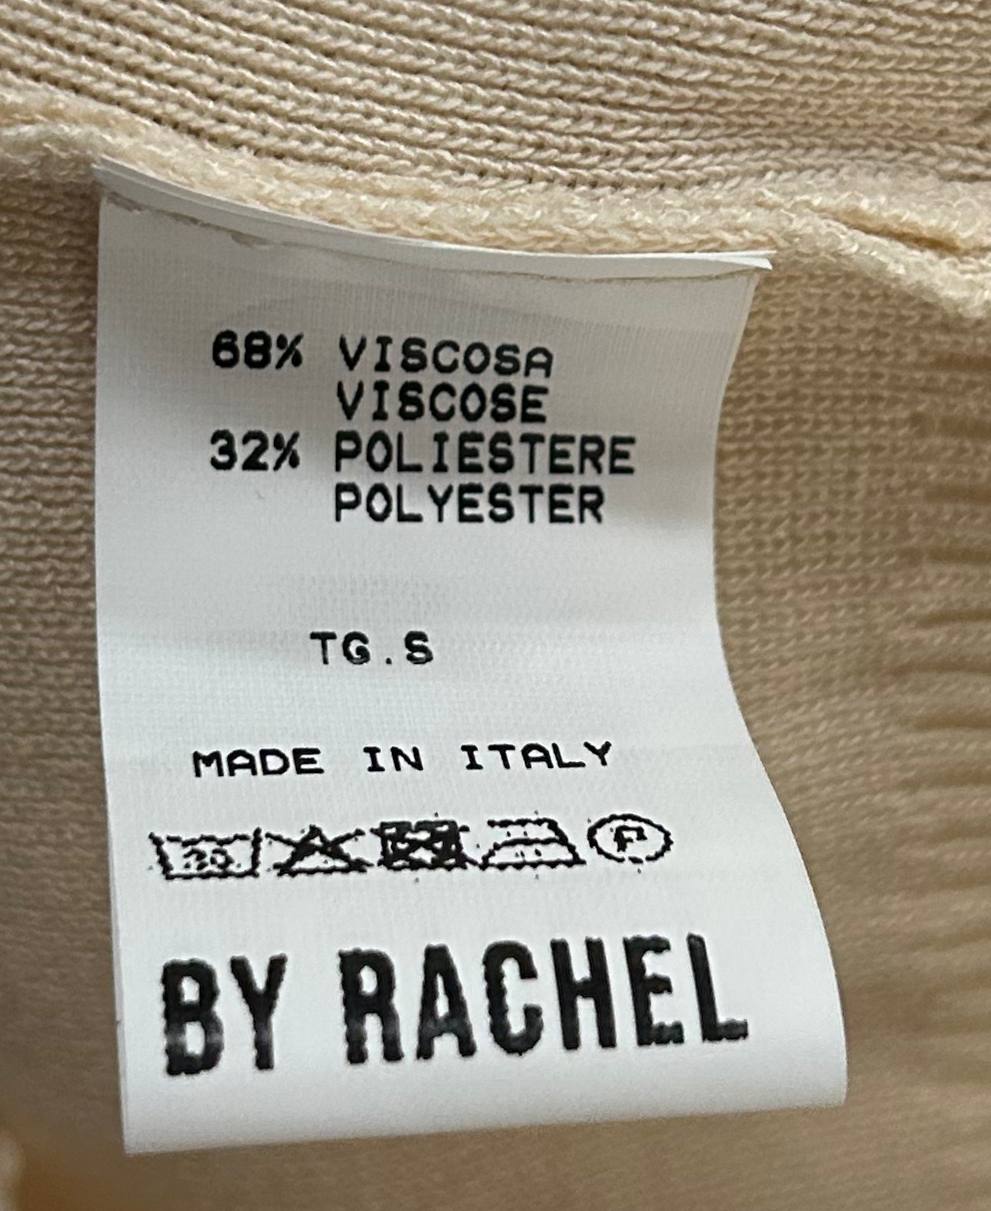 68% VISCOSA
VISCOSE
32% POLIESTERE
POLYESTER
TG.S
MADE IN ITALY
30 F
BY RACHEL